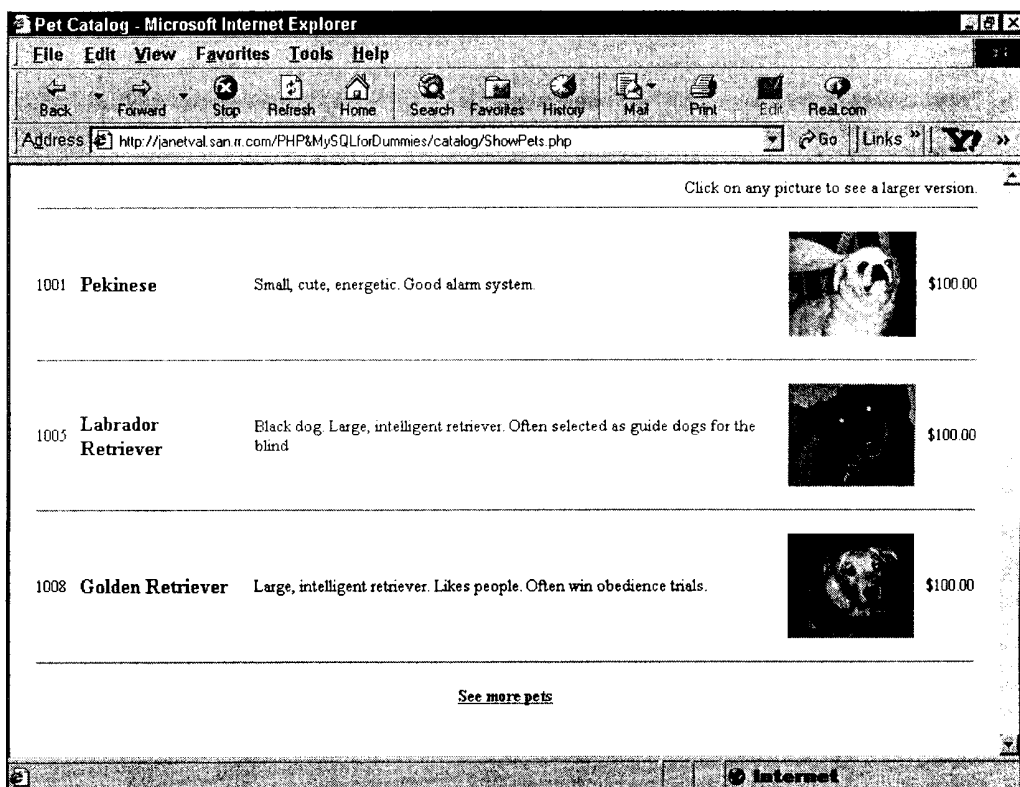 Pet Catalog - Microsoft Internet Explorer
File Edit View Favorites Tools Help
Back Forward Stop Refresh Home Search Favorites History Mail Print Edit Real.com
Address http://janetval.san.rr.com/PHP&MySQLforDummies/catalog/ShowPets.php Go Links » Y! »
Click on any picture to see a larger version.
1001 Pekinese Small, cute, energetic. Good alarm system. $100.00
1005 Labrador Retriever Black dog. Large, intelligent retriever. Often selected as guide dogs for the
blind $100.00
1008 Golden Retriever Large, intelligent retriever. Likes people. Often win obedience trials. $100.00
See more pets
Internet